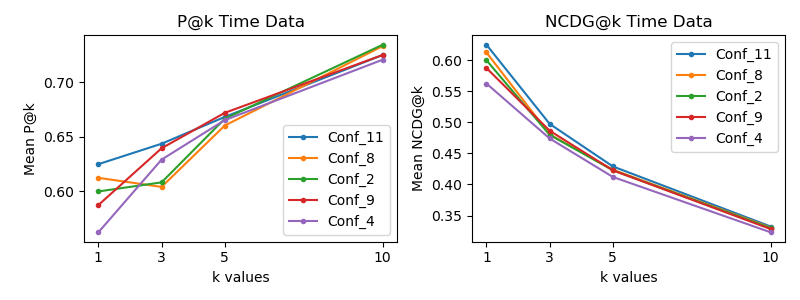 P@k Time Data
Mean P@k
0.70
0.65
0.60
1
3
5
10
k values
Conf_11
Conf_8
Conf_2
Conf_9
Conf_4
NCDG@k Time Data
Mean NCDG@k
0.60
0.55
0.50
0.45
0.40
0.35
1
3
5
10
k values
Conf_11
Conf_8
Conf_2
Conf_9
Conf_4